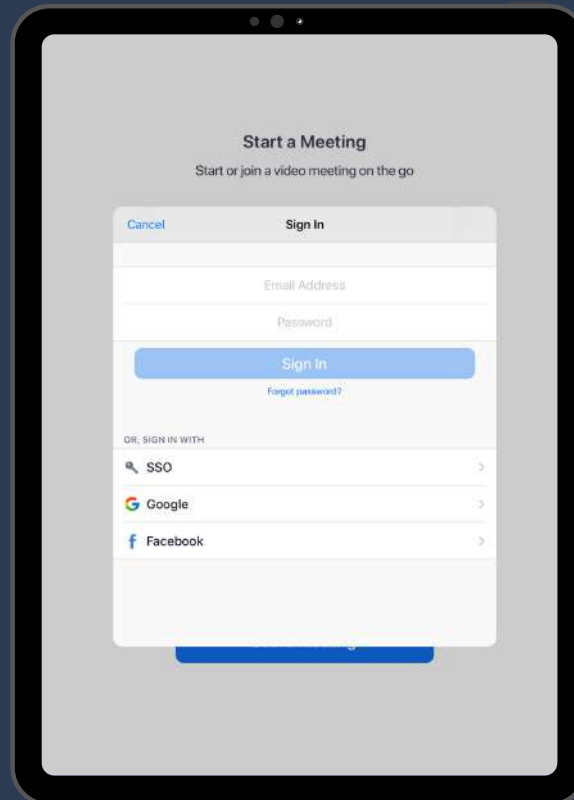 Start a Meeting
Start or join a video meeting on the go
Cancel
Sign In
Email Address
Password
Sign In
Forgot password?
OR, SIGN IN WITH
SSO
Google
Facebook